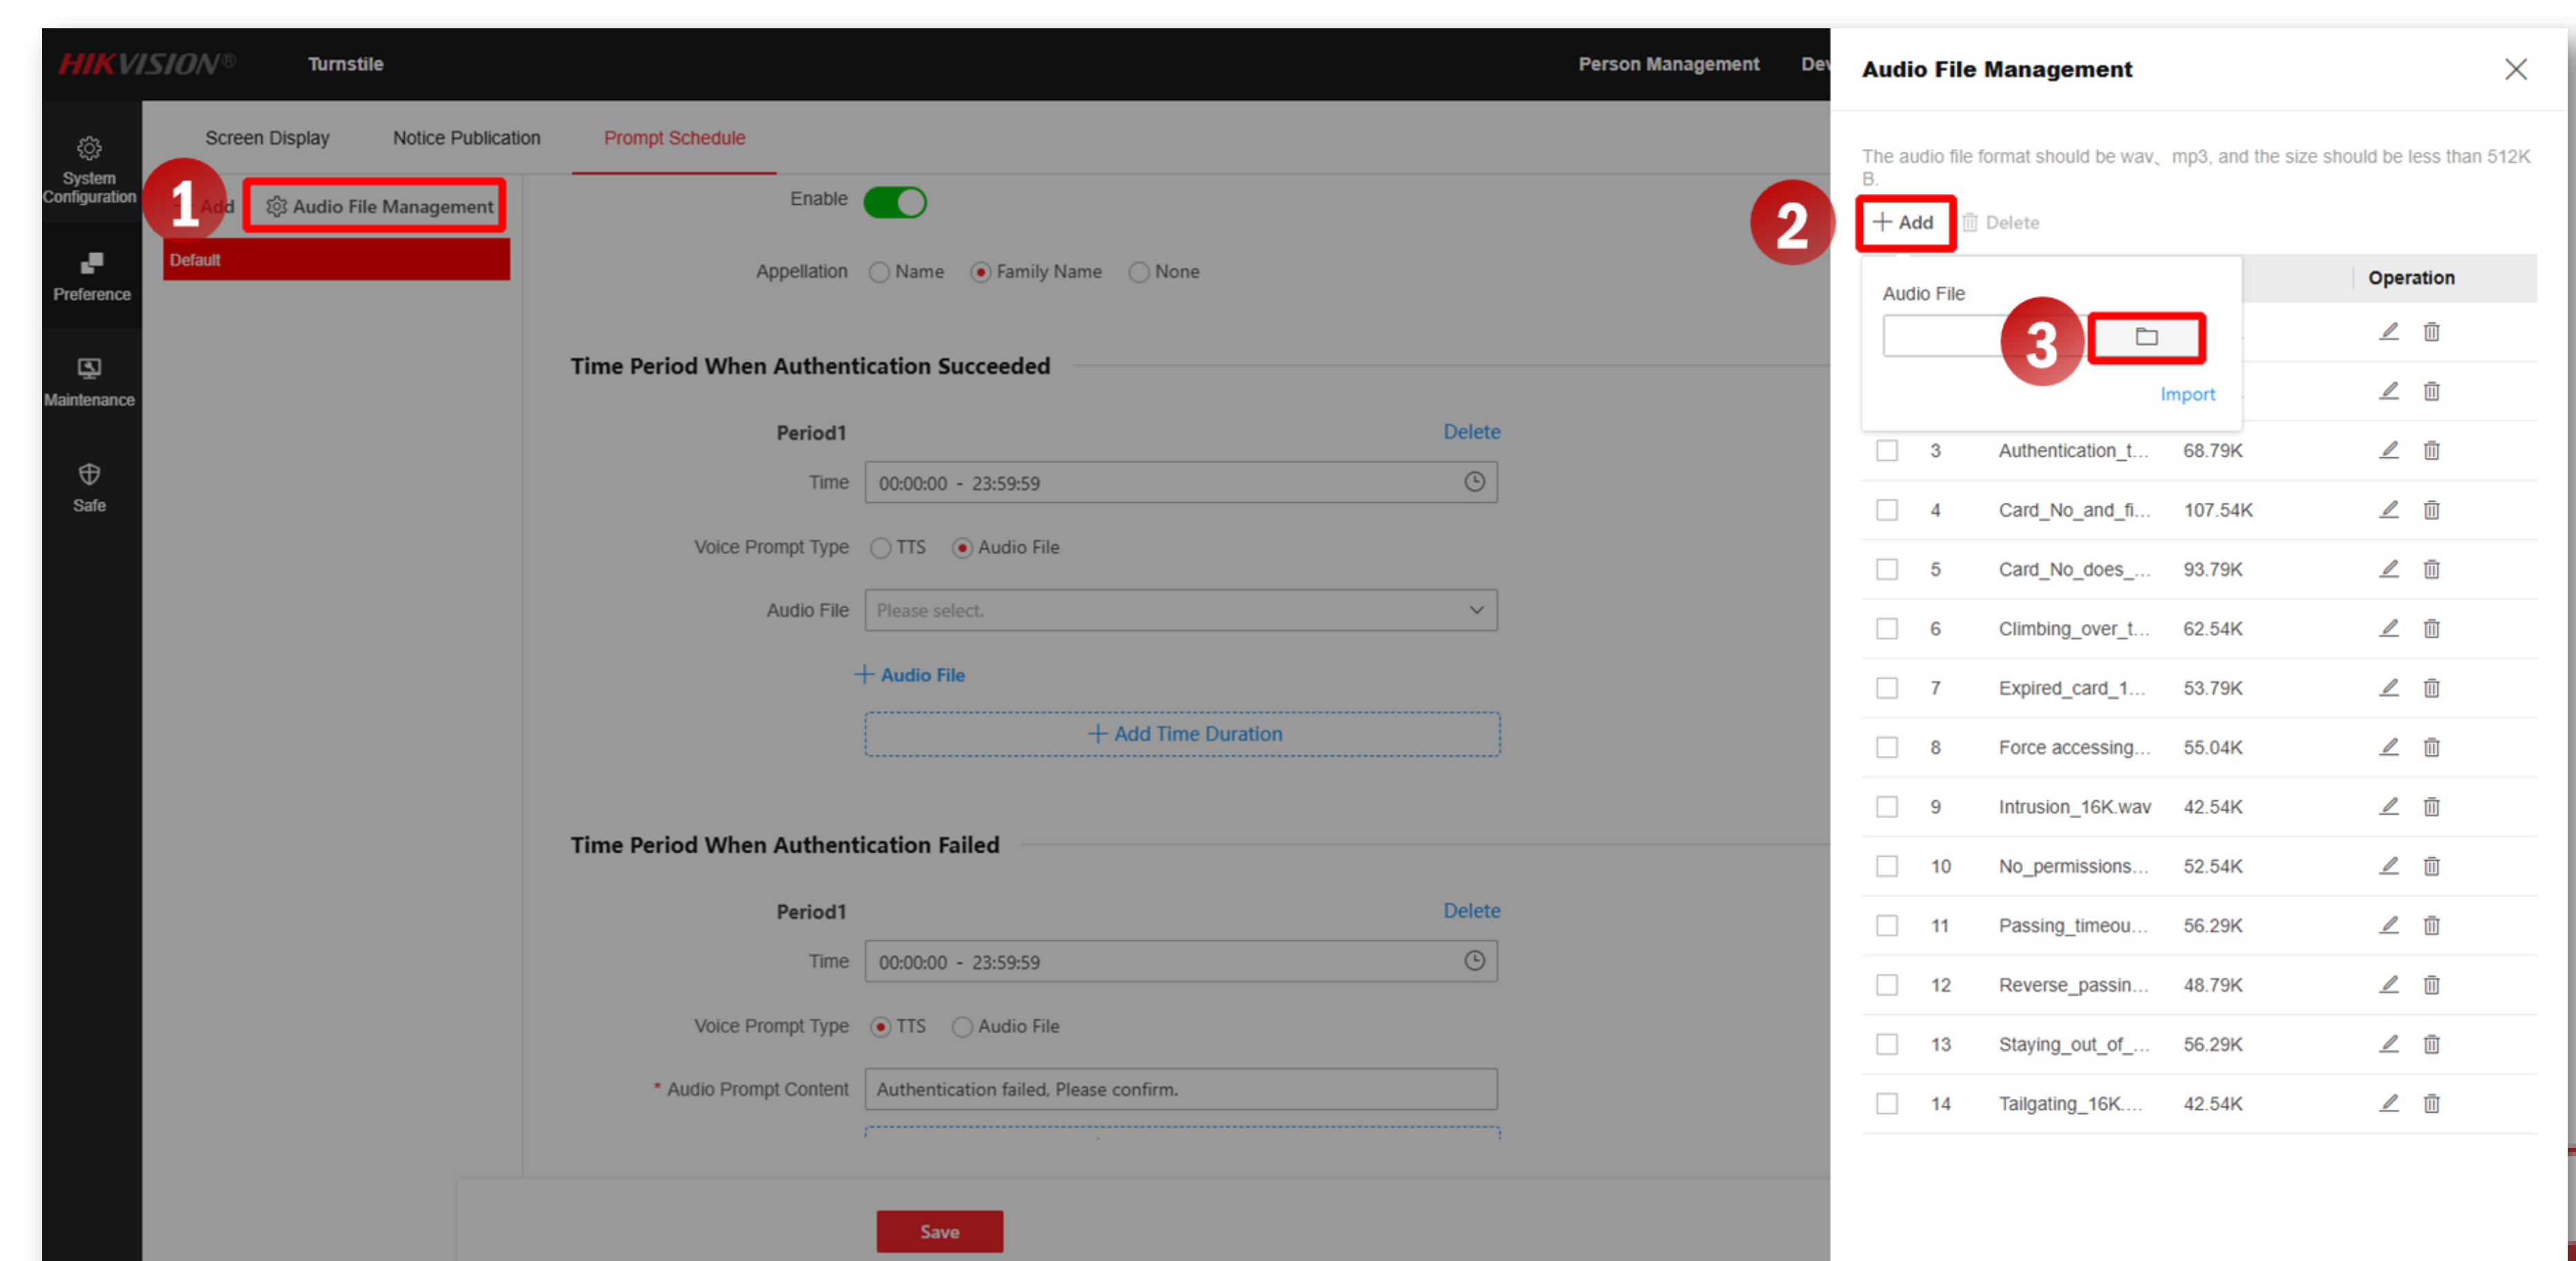 HIKVISION®
Turnstile
Person Management
Dev
System
Configuration
Preference
Maintenance
Safe
Screen Display
Notice Publication
Prompt Schedule
1
Add
Audio File Management
Default
Enable
Appellation
Name
Family Name
None
Time Period When Authentication Succeeded
Period1
Delete
Time
00:00:00 - 23:59:59
Voice Prompt Type
TTS
Audio File
Audio File
Please select.
+ Audio File
+ Add Time Duration
Time Period When Authentication Failed
Period1
Delete
Time
00:00:00 - 23:59:59
Voice Prompt Type
TTS
Audio File
* Audio Prompt Content
Authentication failed, Please confirm.
Save
Audio File Management
The audio file format should be wav、mp3, and the size should be less than 512K
B.
2
+ Add
Delete
Operation
Audio File
3
Import
3 Authentication_t... 68.79K
4 Card_No_and_fi... 107.54K
5 Card_No_does_... 93.79K
6 Climbing_over_t... 62.54K
7 Expired_card_1... 53.79K
8 Force accessing... 55.04K
9 Intrusion_16K.wav 42.54K
10 No_permissions... 52.54K
11 Passing_timeou... 56.29K
12 Reverse_passin... 48.79K
13 Staying_out_of_... 56.29K
14 Tailgating_16K.... 42.54K